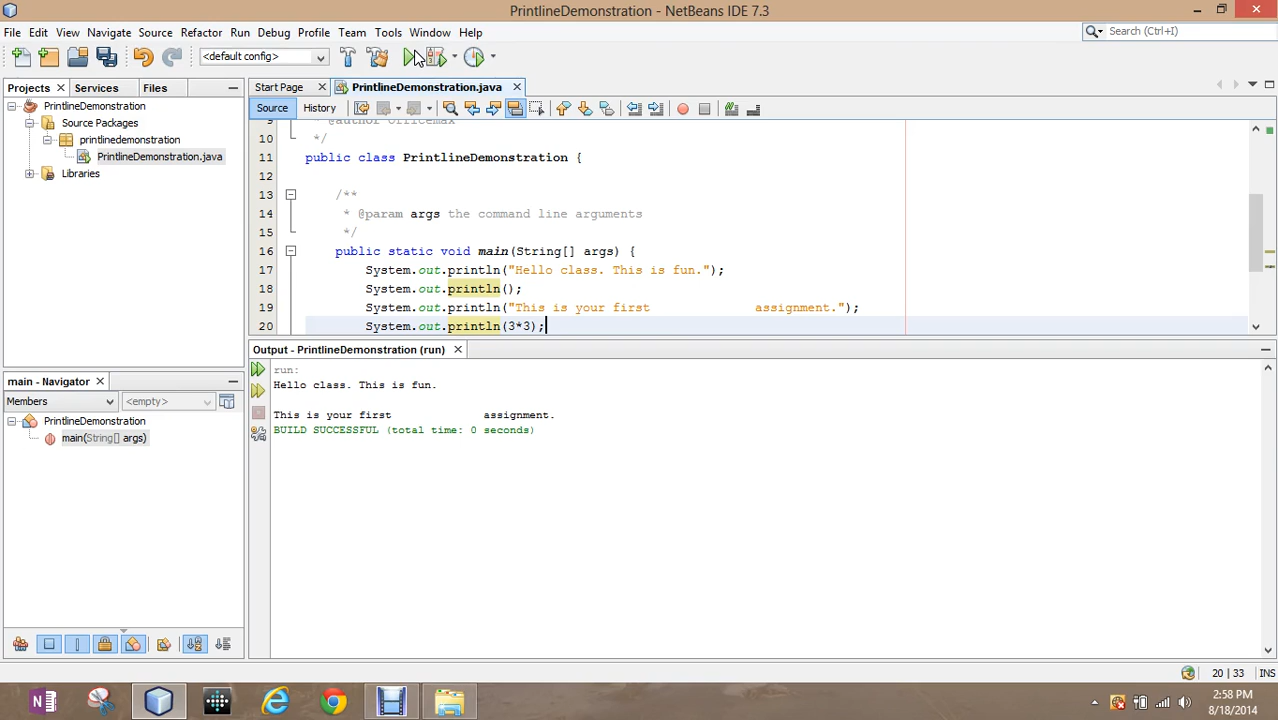 PrintlineDemonstration - NetBeans IDE 7.3
File Edit View Navigate Source Refactor Run Debug Profile Team Tools Window Help
Search (Ctrl+I)
<default config>
Projects Services Files
Start Page PrintlineDemonstration.java
PrintlineDemonstration
Source Packages
printlinedemonstration
PrintlineDemonstration.java
Libraries
Source History
9 * @author Officemax
10 */
11 public class PrintlineDemonstration {
12
13 /**
14 * @param args the command line arguments
15 */
16 public static void main(String[] args) {
17 System.out.println("Hello class. This is fun.");
18 System.out.println();
19 System.out.println("This is your first assignment.");
20 System.out.println(3*3);
Output - PrintlineDemonstration (run)
run:
Hello class. This is fun.
This is your first assignment.
BUILD SUCCESSFUL (total time: 0 seconds)
main - Navigator
Members <empty>
PrintlineDemonstration
main(String[] args)
20 | 33 INS
2:58 PM
8/18/2014